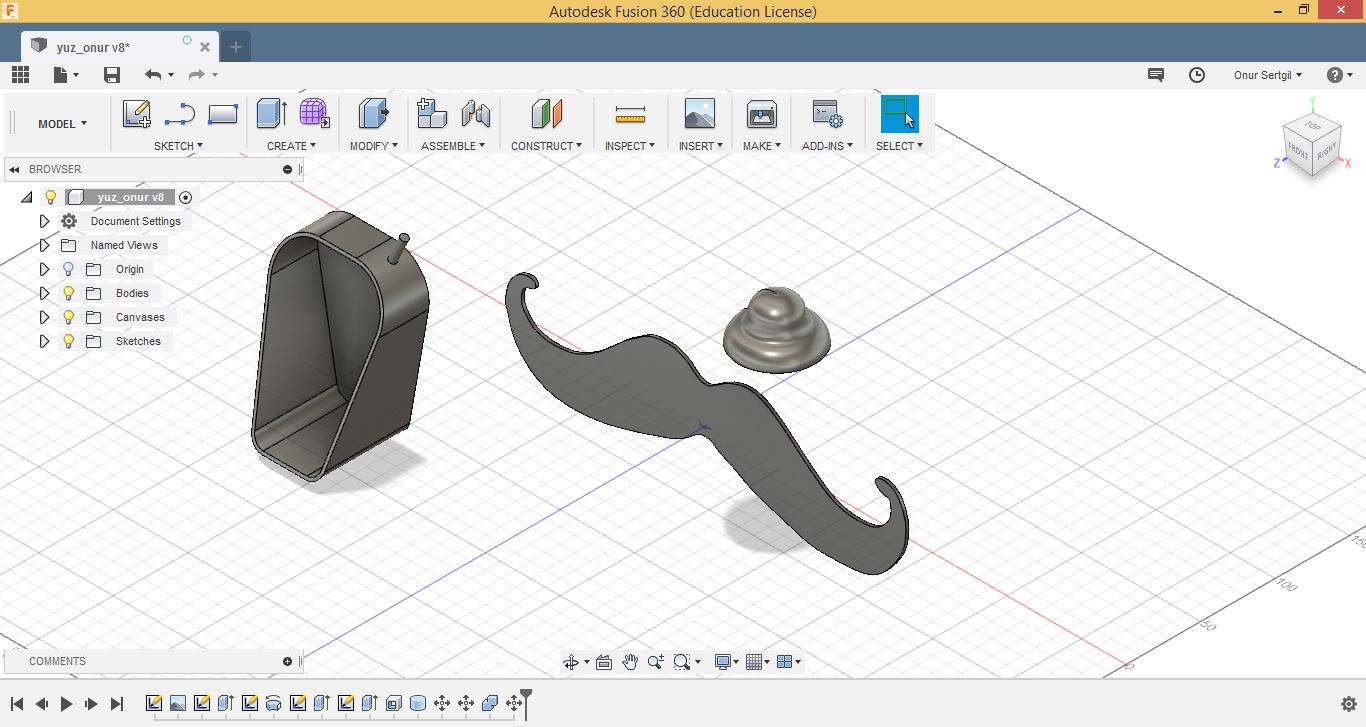 Autodesk Fusion 360 (Education License)
yuz_onur v8*
Onur Sertgil
MODEL
SKETCH
CREATE
MODIFY
ASSEMBLE
CONSTRUCT
INSPECT
INSERT
MAKE
ADD-INS
SELECT
Y
TOP
FRONT
RIGHT
Z
X
BROWSER
yuz_onur v8
Document Settings
Named Views
Origin
Bodies
Canvases
Sketches
150
100
50
0
COMMENTS